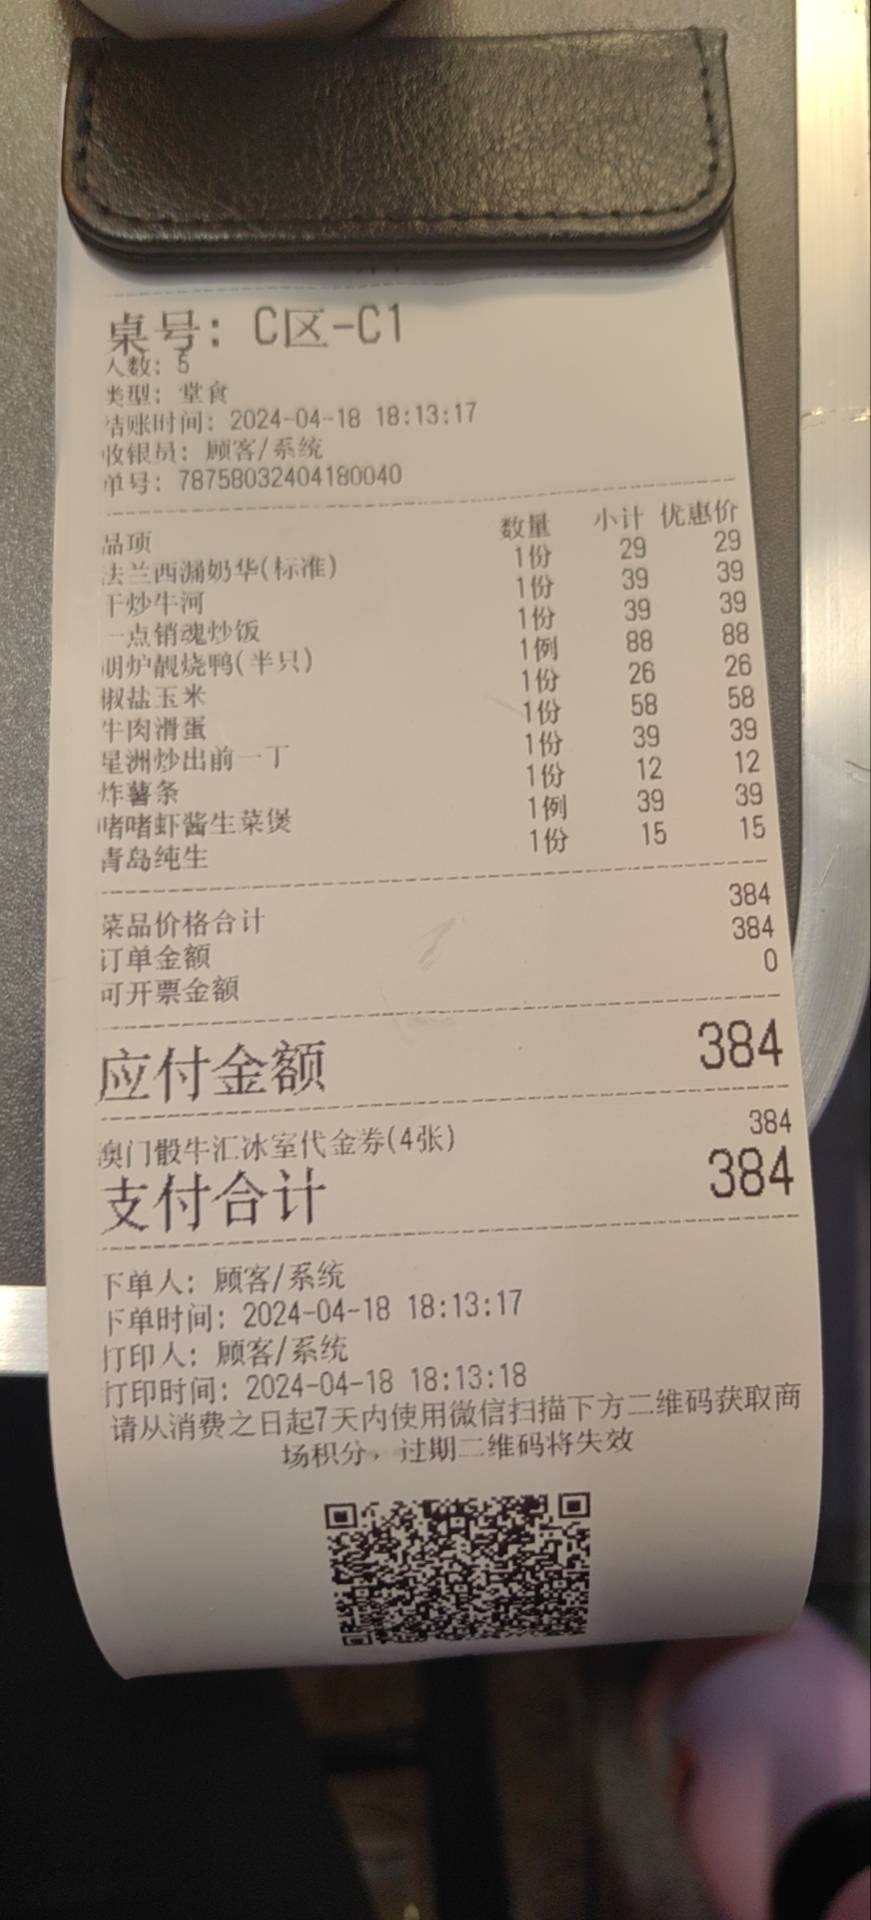 桌号: C区-C1
人数: 5
类型: 堂食
结账时间: 2024-04-18 18:13:17
收银员: 顾客/系统
单号: 78758032404180040
品项 数量 小计 优惠价
法兰西漏奶华(标准) 1份 29 29
干炒牛河 1份 39 39
一点销魂炒饭 1份 39 39
明炉靓烧鸭(半只) 1例 88 88
椒盐玉米 1份 26 26
牛肉滑蛋 1份 58 58
星洲炒出前一丁 1份 39 39
炸薯条 1份 12 12
啫啫虾酱生菜煲 1例 39 39
青岛纯生 1份 15 15
菜品价格合计 384
订单金额 384
可开票金额 0
应付金额 384
澳门骰牛汇冰室代金券(4张) 384
支付合计 384
下单人: 顾客/系统
下单时间: 2024-04-18 18:13:17
打印人: 顾客/系统
打印时间: 2024-04-18 18:13:18
请从消费之日起7天内使用微信扫描下方二维码获取商
场积分，过期二维码将失效